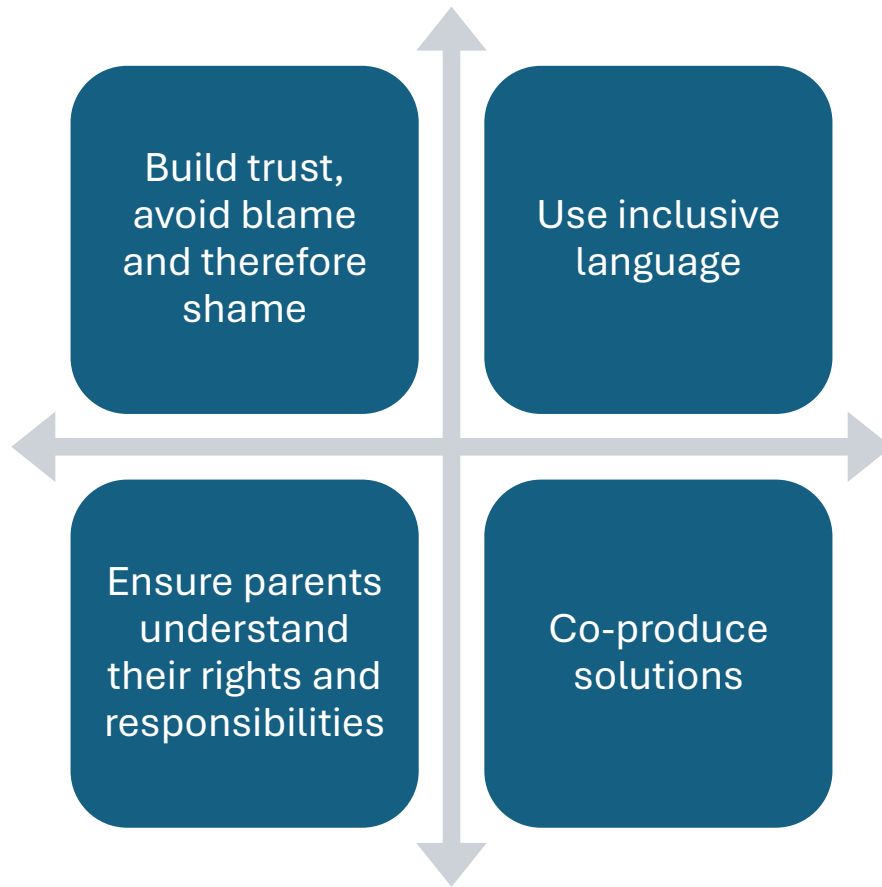 Build trust,
avoid blame
and therefore
shame
Use inclusive
language
Ensure parents
understand
their rights and
responsibilities
Co-produce
solutions